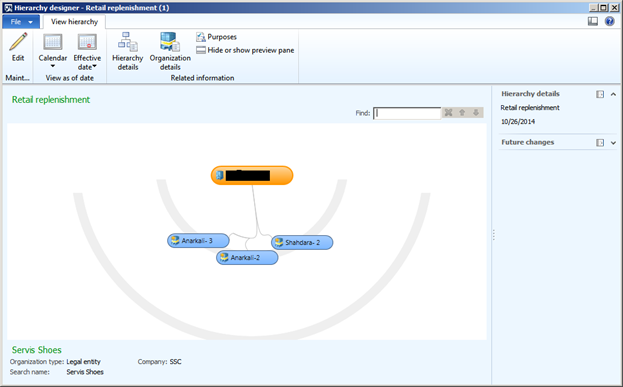 Hierarchy designer - Retail replenishment (1)
File View hierarchy
Edit Calendar Effective date Hierarchy details Organization details Purposes
Hide or show preview pane
Maint... View as of date Related information
Retail replenishment
Find:
Anarkali- 3 Shahdara- 2
Anarkali-2
Servis Shoes
Organization type: Legal entity Company: SSC
Search name: Servis Shoes
Hierarchy details
Retail replenishment
10/26/2014
Future changes